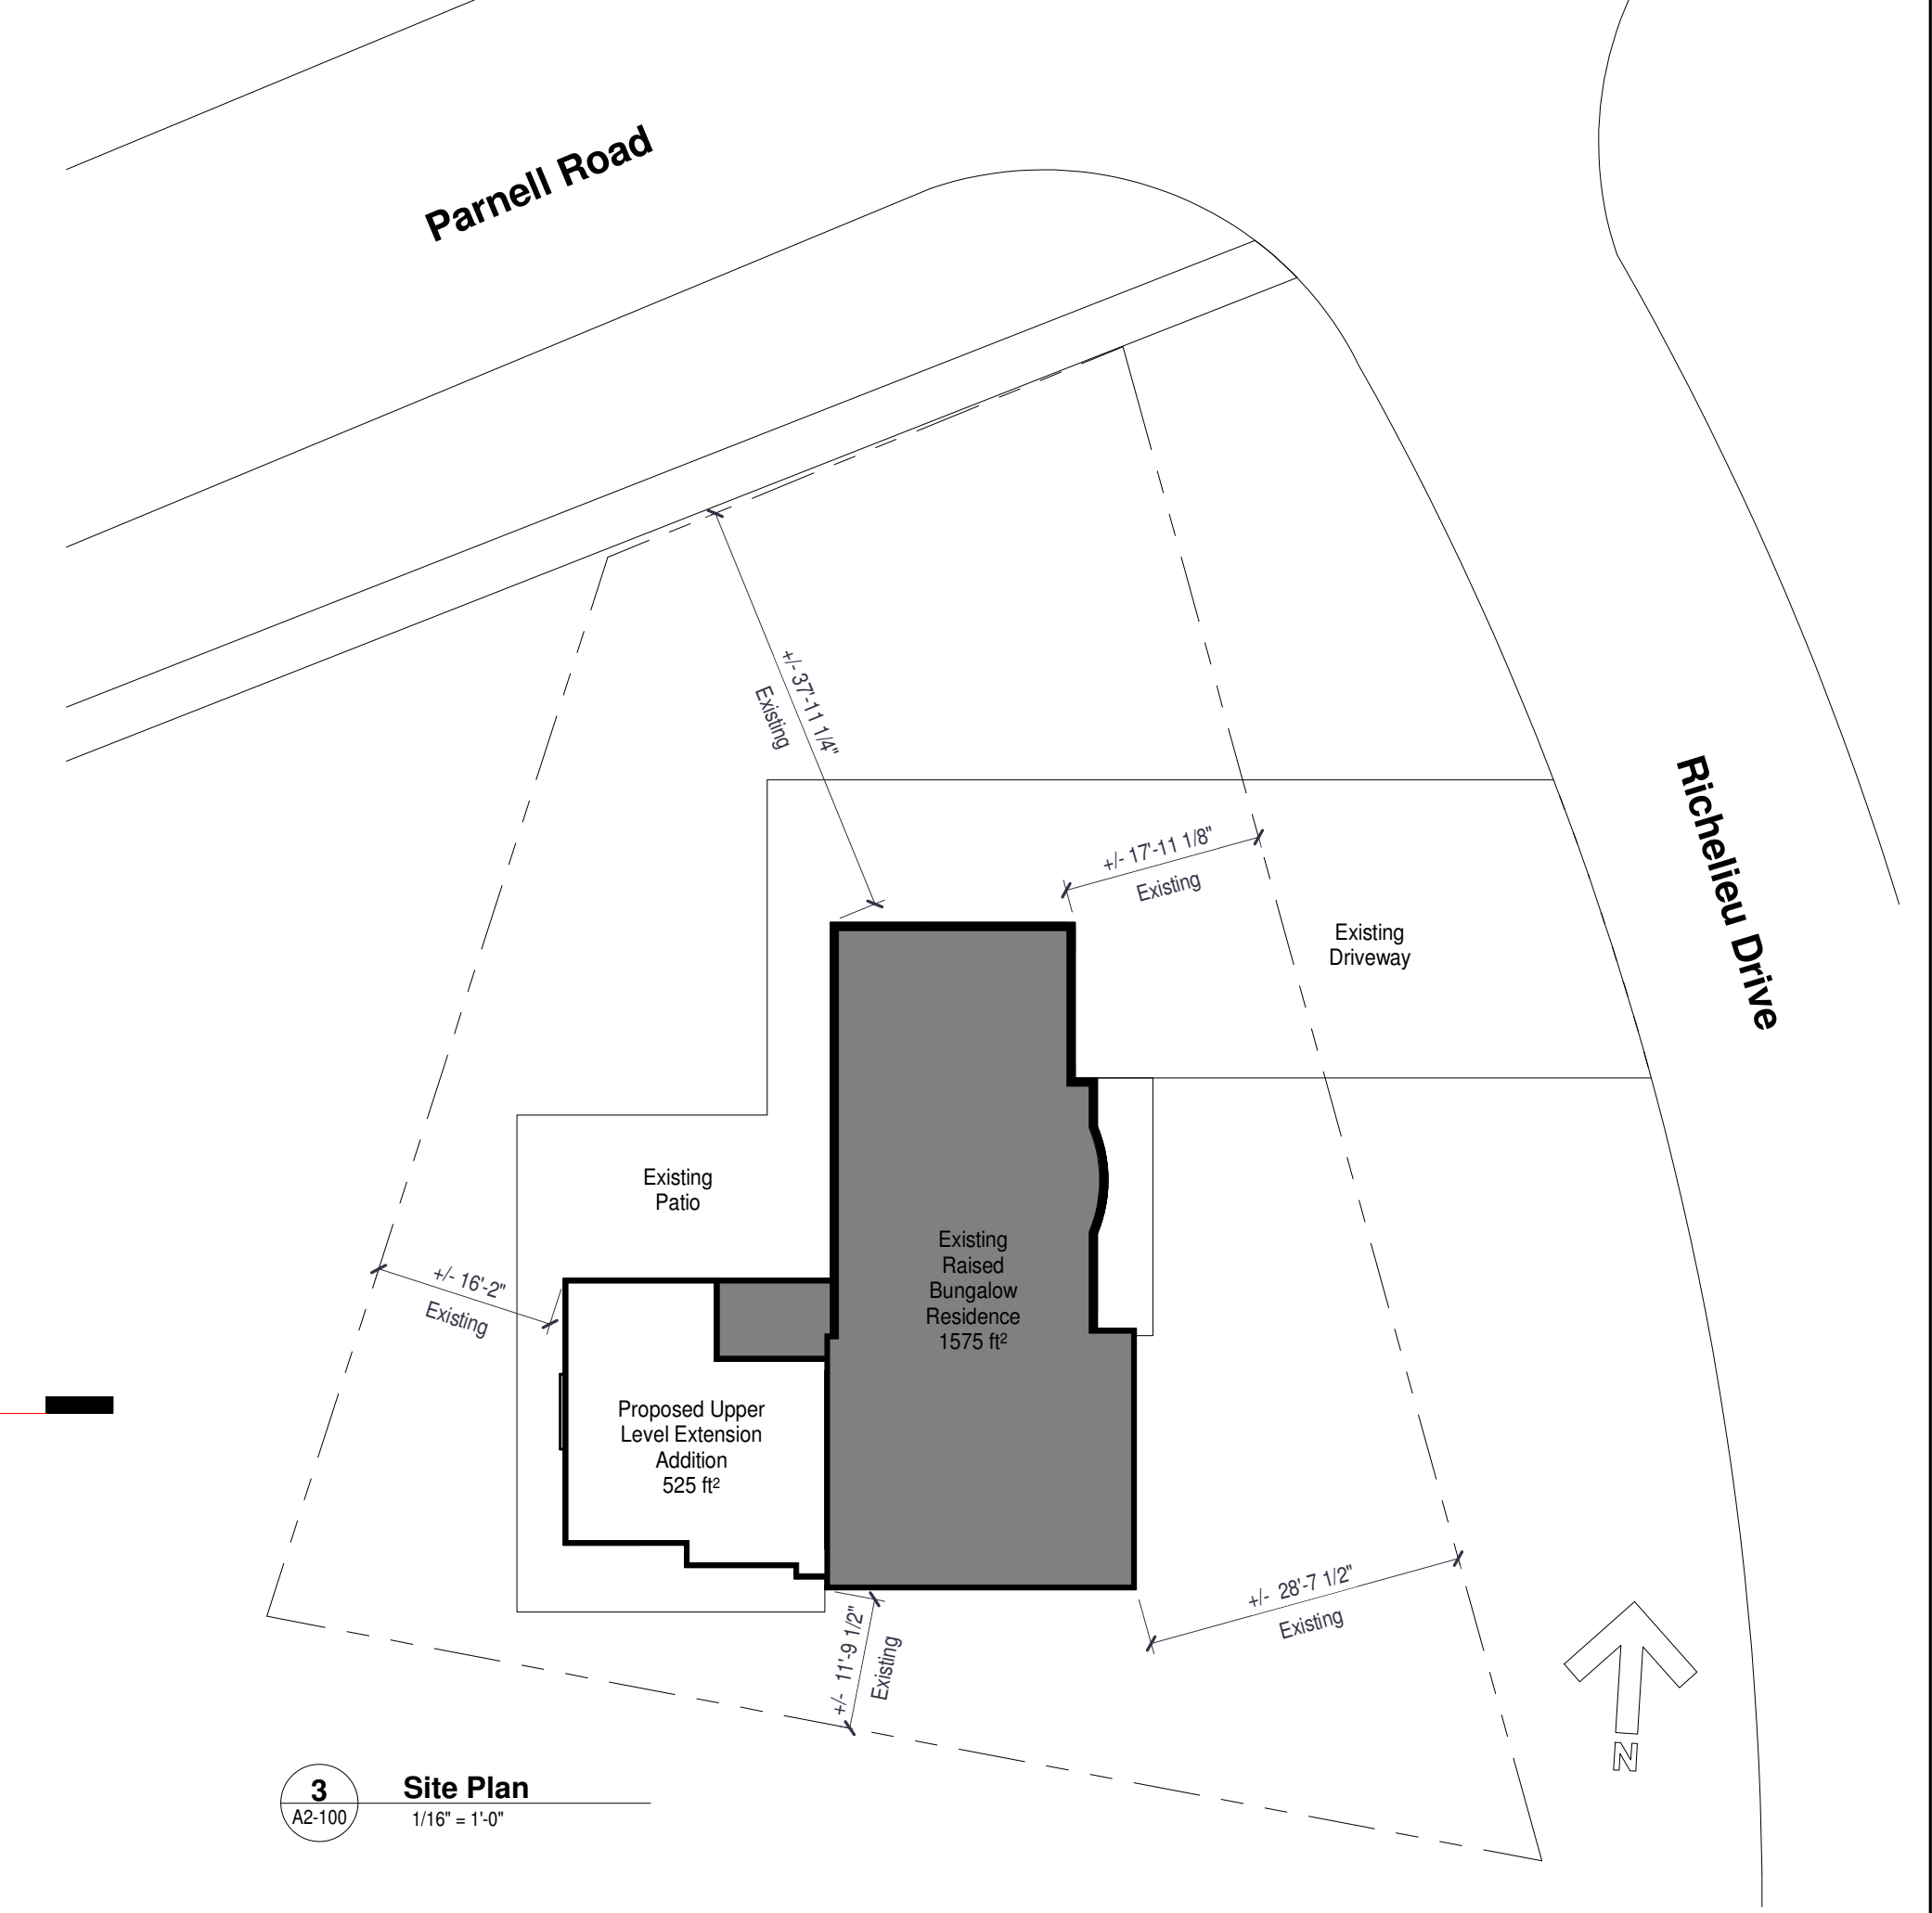 Parnell Road
+/- 37'-11 1/4"
Existing
Richelieu Drive
+/- 17'-11 1/8"
Existing
Existing
Driveway
Existing
Patio
Existing
Raised
Bungalow
Residence
1575 ft²
+/- 16'-2"
Existing
Proposed Upper
Level Extension
Addition
525 ft²
+/- 28'-7 1/2"
Existing
+/- 11'-9 1/2"
Existing
N
3
A2-100
Site Plan
1/16" = 1'-0"